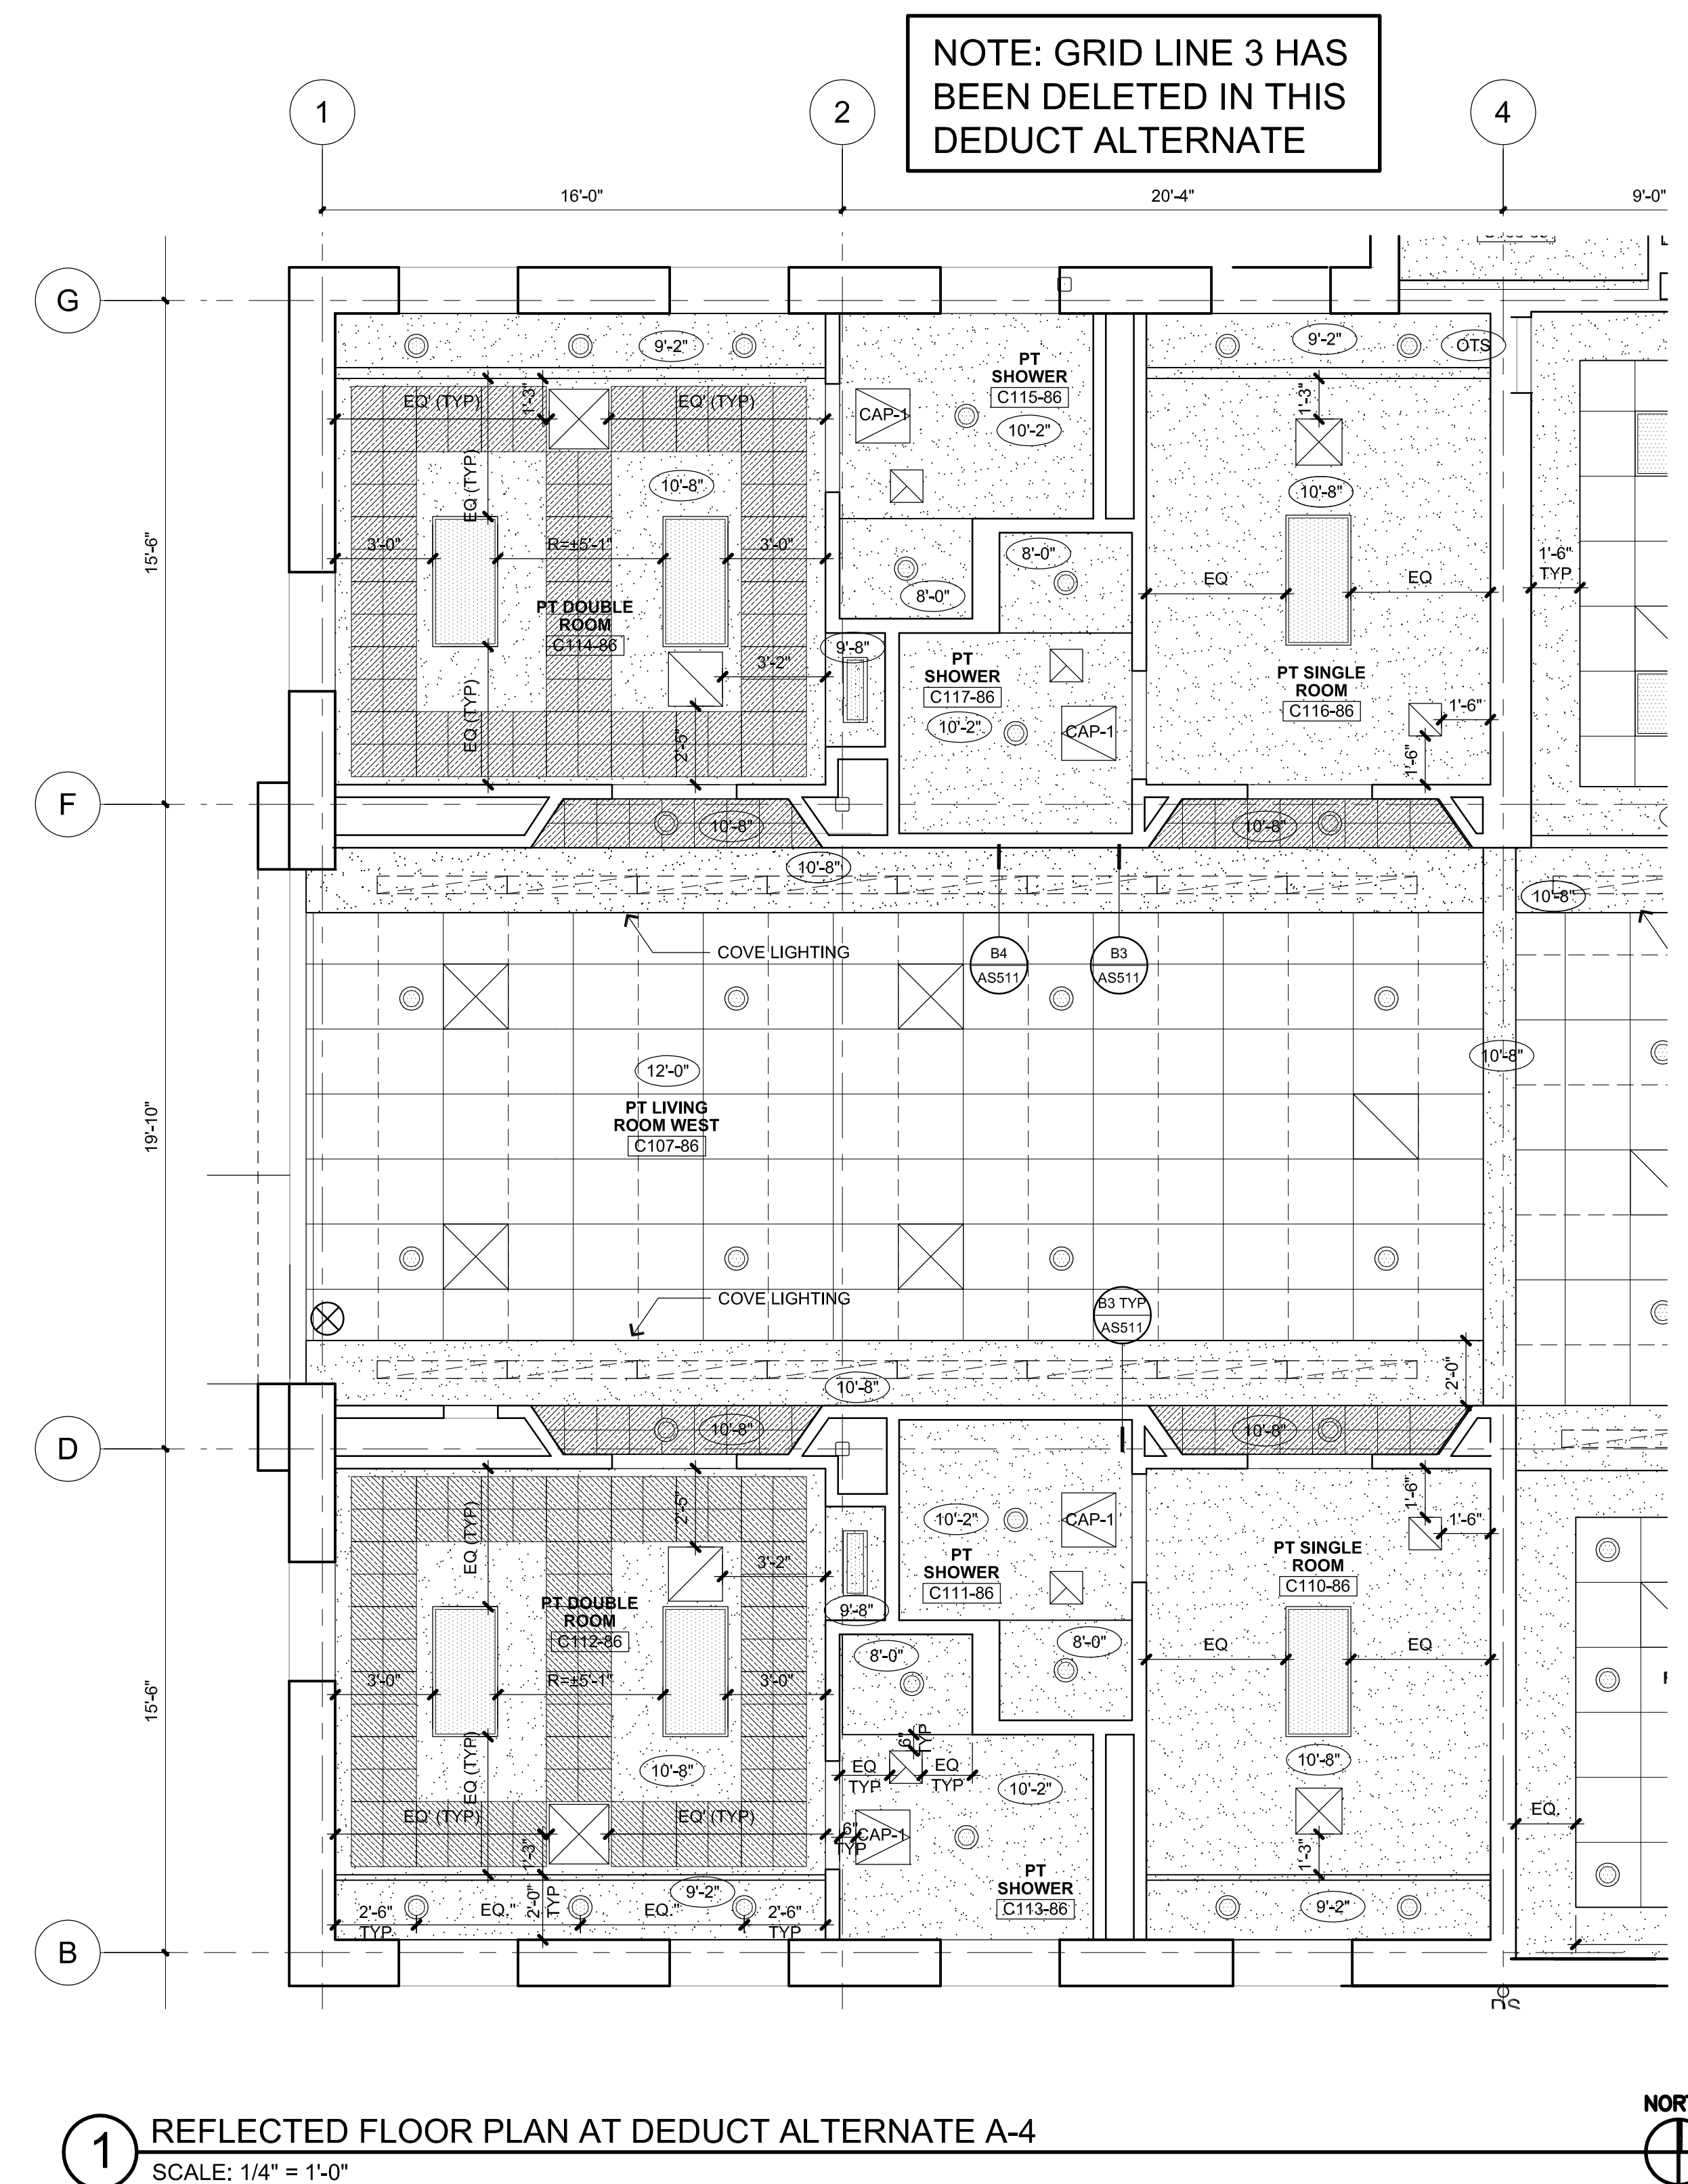 NOTE: GRID LINE 3 HAS
BEEN DELETED IN THIS
DEDUCT ALTERNATE
1
2
4
16'-0"
20'-4"
9'-0"
G
9'-2"
9'-2"
OTS
PT
SHOWER
C115-86
10'-2"
CAP-1
EQ' (TYP)
1'-3"
EQ' (TYP)
1'-3"
EQ (TYP)
10'-8"
10'-8"
15'-6"
3'-0"
R=±5'-1"
3'-0"
8'-0"
8'-0"
EQ
EQ
1'-6"
TYP
PT DOUBLE
ROOM
C114-86
9'-8"
3'-2"
PT
SHOWER
C117-86
10'-2"
CAP-1
PT SINGLE
ROOM
C116-86
1'-6"
1'-6"
EQ (TYP)
2'-5"
F
10'-8"
10'-8"
10'-8"
10'-8"
COVE LIGHTING
B4
AS511
B3
AS511
10'-8"
12'-0"
PT LIVING
ROOM WEST
C107-86
19'-10"
COVE LIGHTING
B3 TYP
AS511
2'-0"
10'-8"
D
10'-8"
10'-8"
EQ (TYP)
2'-5"
3'-2"
10'-2"
CAP-1
PT
SHOWER
C111-86
1'-6"
1'-6"
PT SINGLE
ROOM
C110-86
PT DOUBLE
ROOM
C112-86
9'-8"
8'-0"
8'-0"
EQ
EQ
15'-6"
3'-0"
R=±5'-1"
3'-0"
6"
TYP
EQ
TYP
EQ
TYP
EQ (TYP)
10'-8"
10'-2"
10'-8"
EQ' (TYP)
1'-3"
EQ' (TYP)
6"
TYP
CAP-1
1'-3"
EQ.
PT
SHOWER
C113-86
9'-2"
9'-2"
2'-6"
TYP
EQ."
2'-0"
TYP
EQ."
2'-6"
TYP
B
DS
1
REFLECTED FLOOR PLAN AT DEDUCT ALTERNATE A-4
SCALE: 1/4" = 1'-0"